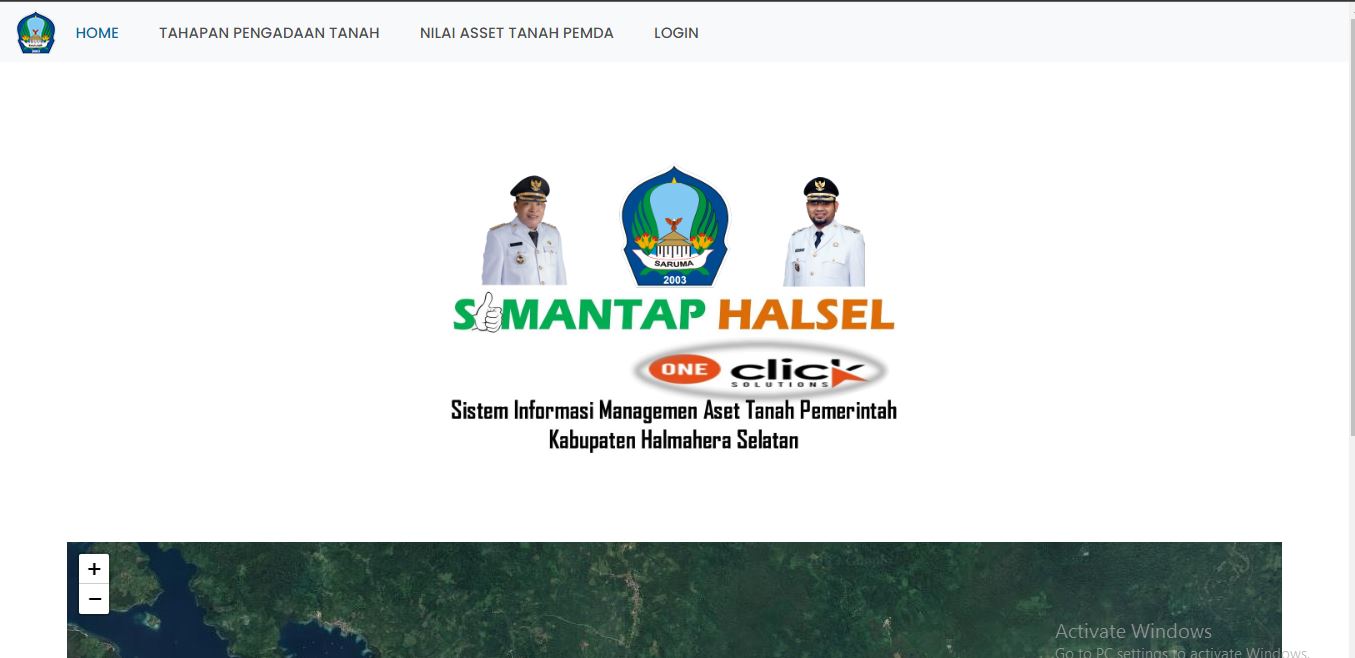 HOME TAHAPAN PENGADAAN TANAH NILAI ASSET TANAH PEMDA LOGIN
SARUMA
2003
SIMANTAP HALSEL
ONE click
SOLUTIONS
Sistem Informasi Managemen Aset Tanah Pemerintah
Kabupaten Halmahera Selatan
+
−
Activate Windows
Go to PC settings to activate Windows.